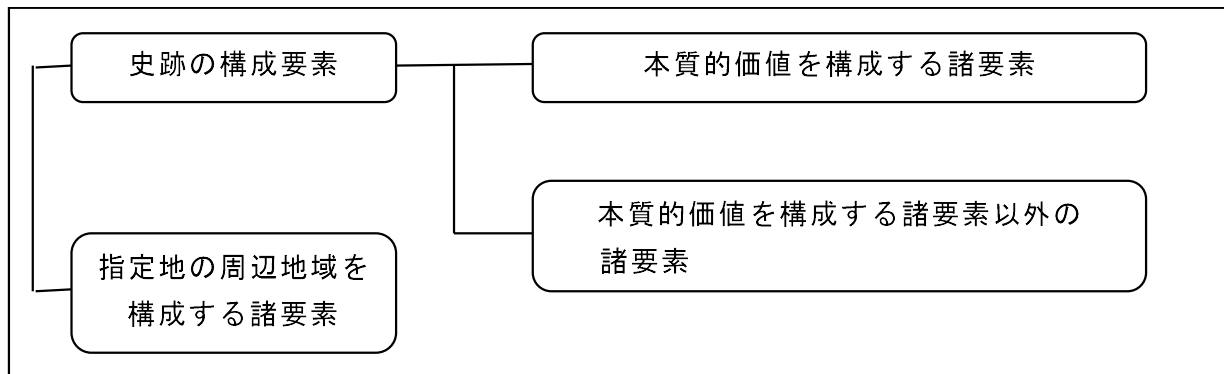 史跡の構成要素
本質的価値を構成する諸要素
本質的価値を構成する諸要素以外の
諸要素
指定地の周辺地域を
構成する諸要素